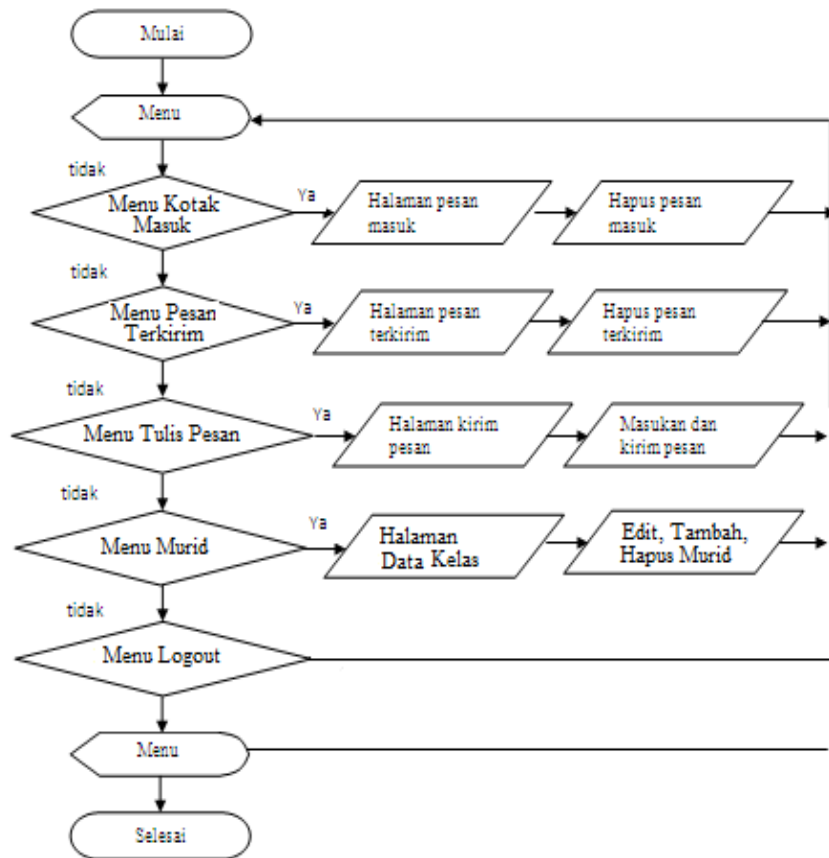 Mulai
Menu
tidak
Menu Kotak
Masuk
Ya
Halaman pesan
masuk
Hapus pesan
masuk
tidak
Menu Pesan
Terkirim
Ya
Halaman pesan
terkirim
Hapus pesan
terkirim
tidak
Menu Tulis Pesan
Ya
Halaman kirim
pesan
Masukan dan
kirim pesan
tidak
Menu Murid
Ya
Halaman
Data Kelas
Edit, Tambah,
Hapus Murid
tidak
Menu Logout
Menu
Selesai